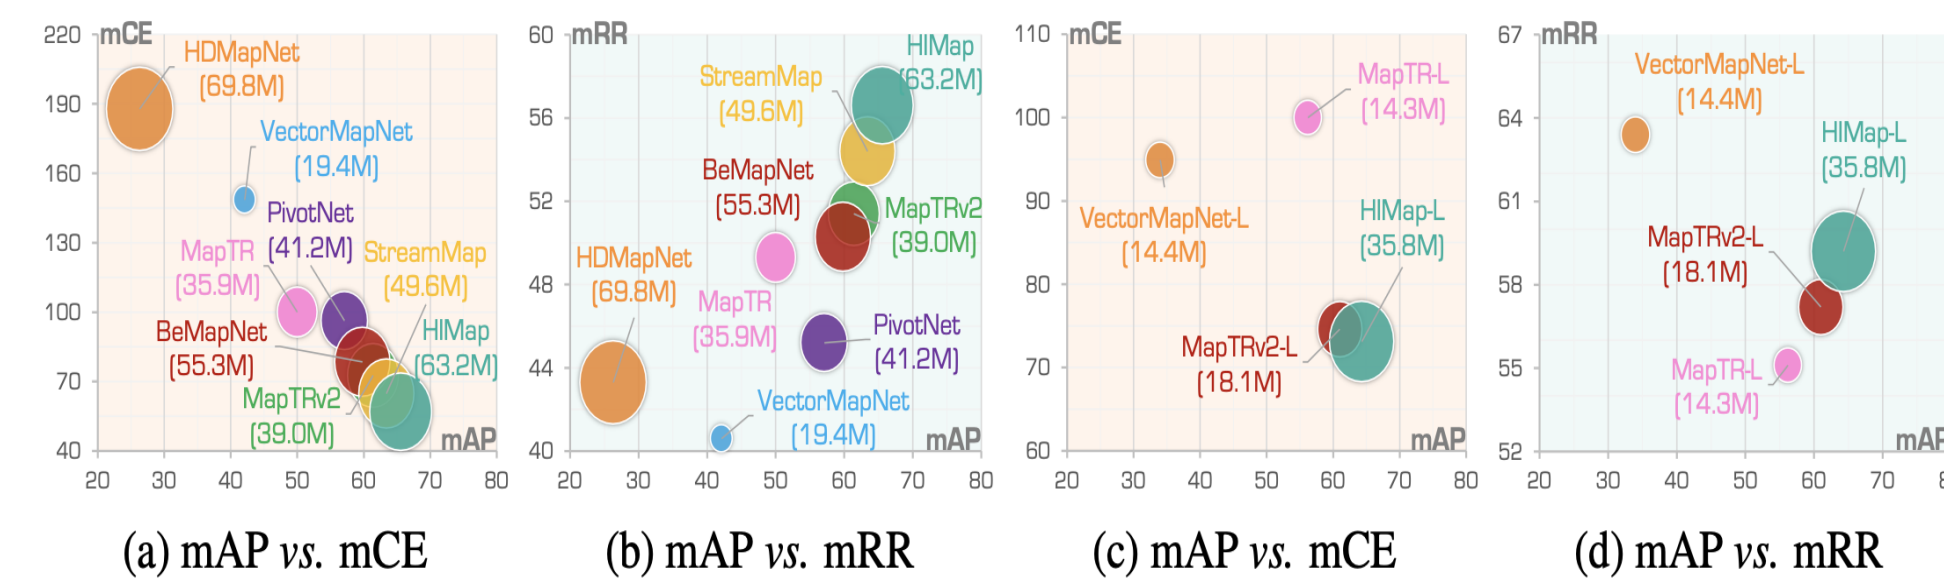 220
190
160
130
100
70
40
mCE
HDMapNet
(69.8M)
VectorMapNet
(19.4M)
PivotNet
(41.2M)
MapTR
(35.9M)
StreamMap
(49.6M)
BeMapNet
(55.3M)
HIMap
(63.2M)
MapTRv2
(39.0M)
mAP
20 30 40 50 60 70 80
(a) mAP vs. mCE
60
56
52
48
44
40
mRR
HIMap
(63.2M)
StreamMap
(49.6M)
BeMapNet
(55.3M)
MapTRv2
(39.0M)
HDMapNet
(69.8M)
MapTR
(35.9M)
PivotNet
(41.2M)
VectorMapNet
(19.4M)
mAP
20 30 40 50 60 70 80
(b) mAP vs. mRR
110
100
90
80
70
60
mCE
MapTR-L
(14.3M)
VectorMapNet-L
(14.4M)
HIMap-L
(35.8M)
MapTRv2-L
(18.1M)
mAP
20 30 40 50 60 70 80
(c) mAP vs. mCE
67
64
61
58
55
52
mRR
VectorMapNet-L
(14.4M)
HIMap-L
(35.8M)
MapTRv2-L
(18.1M)
MapTR-L
(14.3M)
mAP
20 30 40 50 60 70
(d) mAP vs. mRR